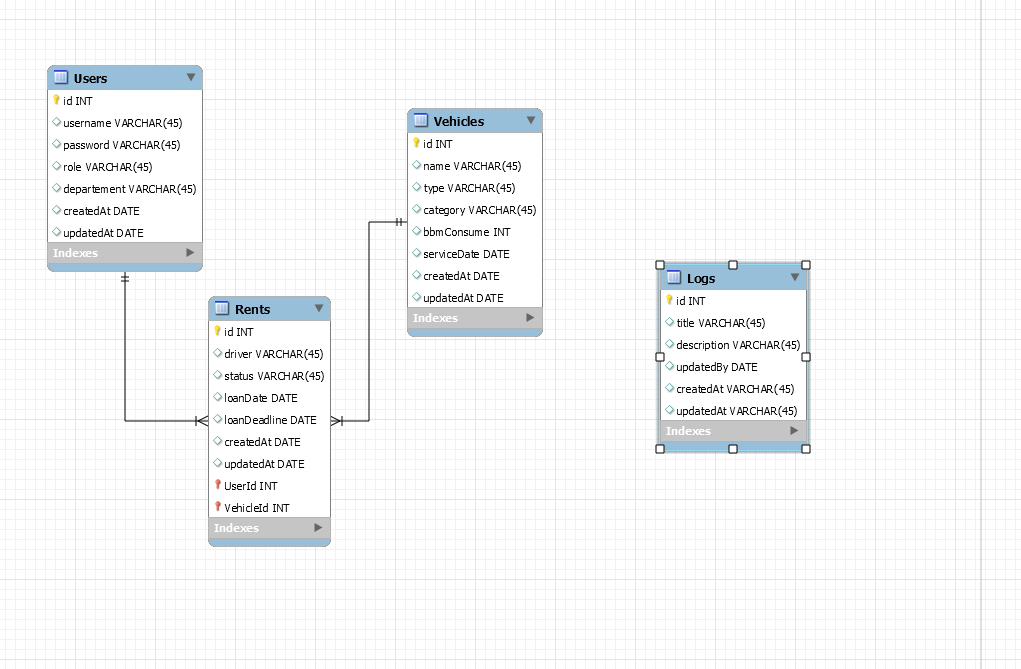 Users
id INT
username VARCHAR(45)
password VARCHAR(45)
role VARCHAR(45)
departement VARCHAR(45)
createdAt DATE
updatedAt DATE
Indexes
Vehicles
id INT
name VARCHAR(45)
type VARCHAR(45)
category VARCHAR(45)
bbmConsume INT
serviceDate DATE
createdAt DATE
updatedAt DATE
Indexes
Rents
id INT
driver VARCHAR(45)
status VARCHAR(45)
loanDate DATE
loanDeadline DATE
createdAt DATE
updatedAt DATE
UserId INT
VehicleId INT
Indexes
Logs
id INT
title VARCHAR(45)
description VARCHAR(45)
updatedBy DATE
createdAt VARCHAR(45)
updatedAt VARCHAR(45)
Indexes